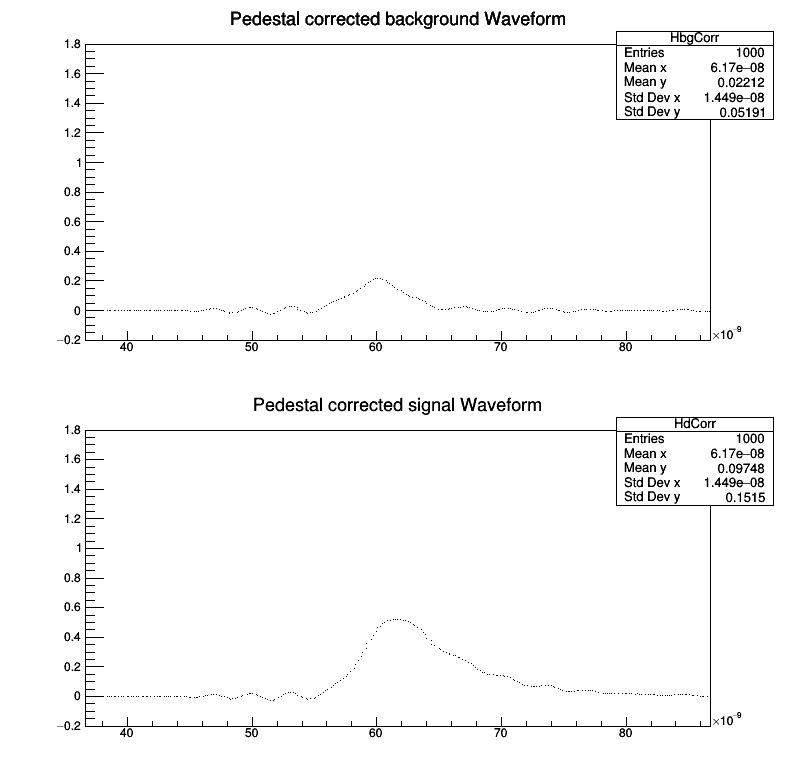 Pedestal corrected background Waveform
HbgCorr
Entries 1000
Mean x 6.17e−08
Mean y 0.02212
Std Dev x 1.449e−08
Std Dev y 0.05191
1.8
1.6
1.4
1.2
1
0.8
0.6
0.4
0.2
0
−0.2
40 50 60 70 80
×10⁻⁹
Pedestal corrected signal Waveform
HdCorr
Entries 1000
Mean x 6.17e−08
Mean y 0.09748
Std Dev x 1.449e−08
Std Dev y 0.1515
1.8
1.6
1.4
1.2
1
0.8
0.6
0.4
0.2
0
−0.2
40 50 60 70 80
×10⁻⁹